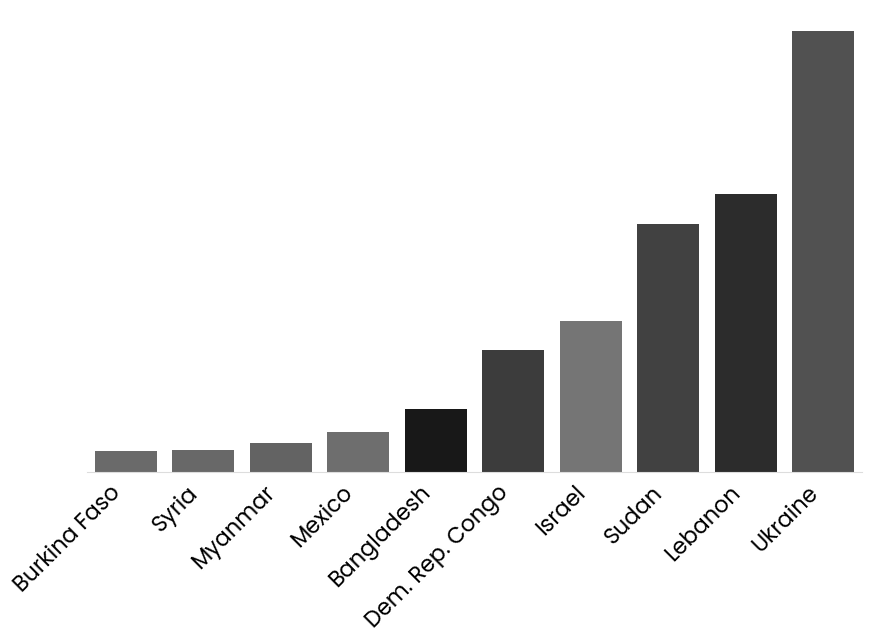 Burkina Faso
Syria
Myanmar
Mexico
Bangladesh
Dem. Rep. Congo
Israel
Sudan
Lebanon
Ukraine